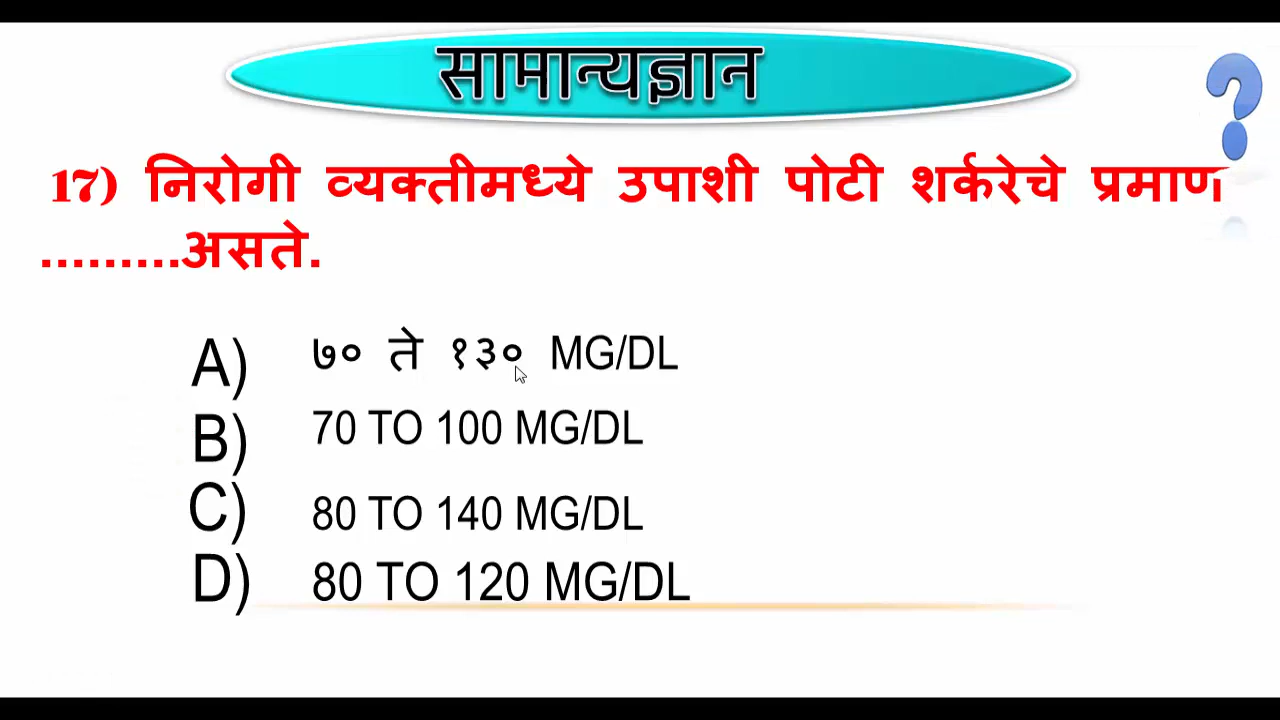 सामान्यज्ञान
17) निरोगी व्यक्तीमध्ये उपाशी पोटी शर्करेचे प्रमाण
.........असते.
A) ७० ते १३० MG/DL
B) 70 TO 100 MG/DL
C) 80 TO 140 MG/DL
D) 80 TO 120 MG/DL